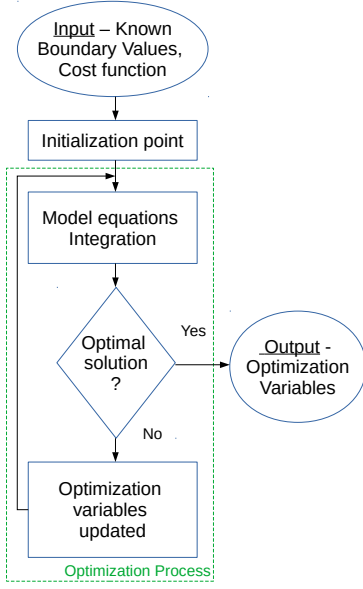 Input – Known
Boundary Values,
Cost function
Initialization point
Model equations
Integration
Optimal
solution
?
Yes
Output -
Optimization
Variables
No
Optimization
variables
updated
Optimization Process